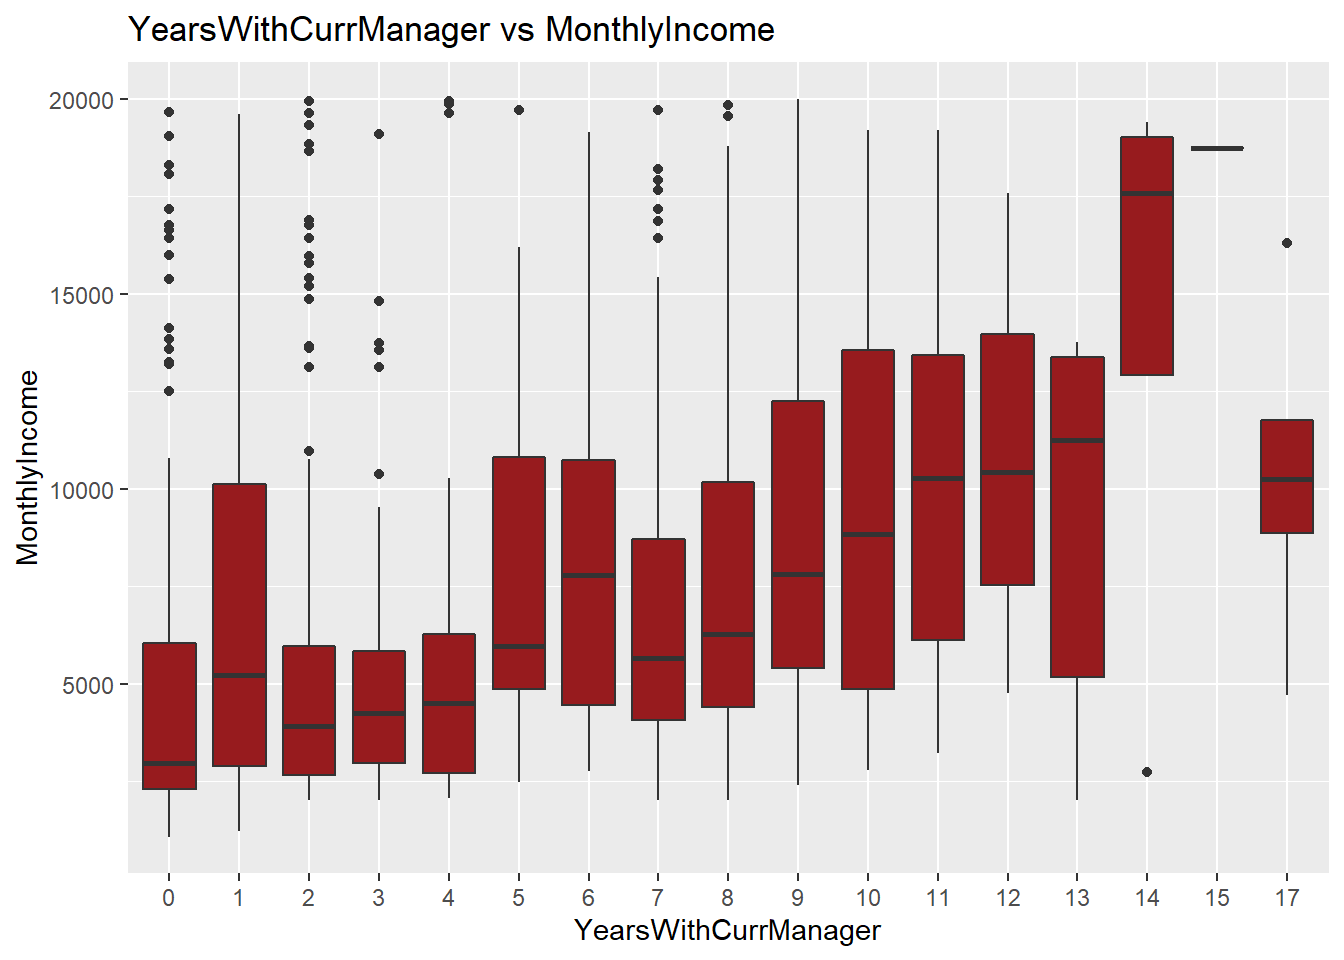 YearsWithCurrManager vs MonthlyIncome
20000
15000
10000
5000
MonthlyIncome
0 1 2 3 4 5 6 7 8 9 10 11 12 13 14 15 17
YearsWithCurrManager